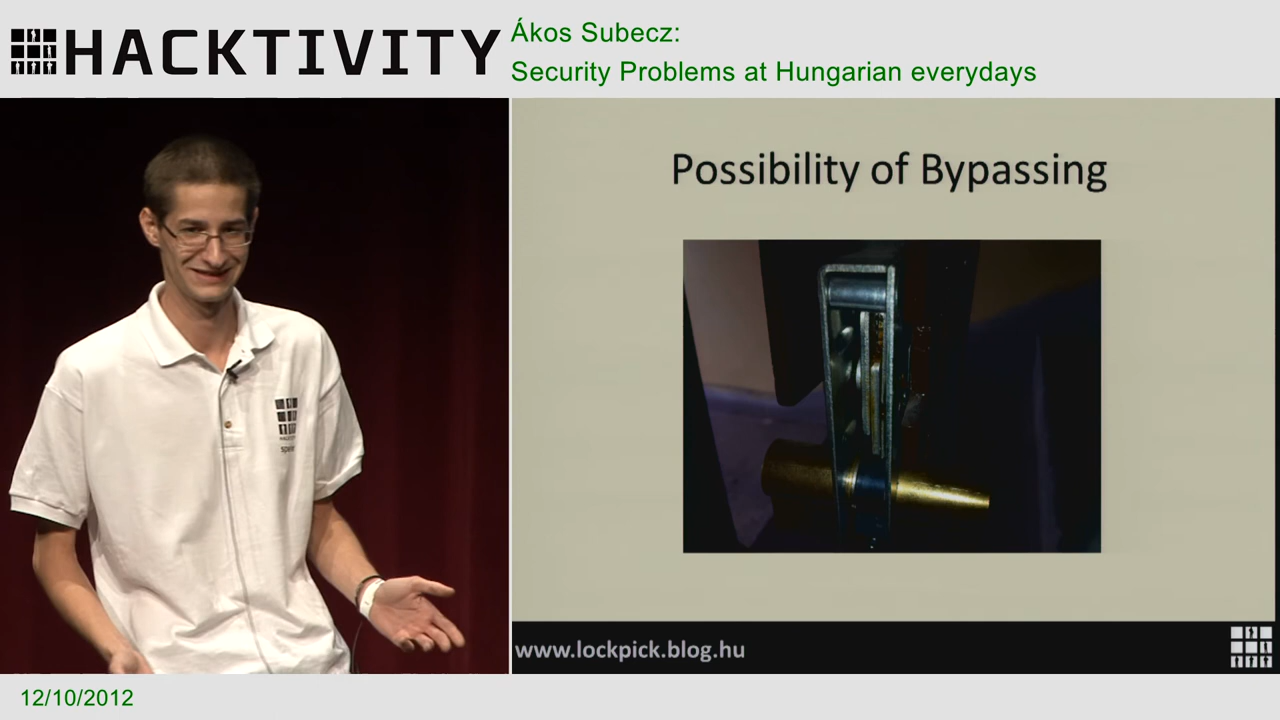 HACKTIVITY
Ákos Subecz:
Security Problems at Hungarian everydays
Possibility of Bypassing
www.lockpick.blog.hu
12/10/2012